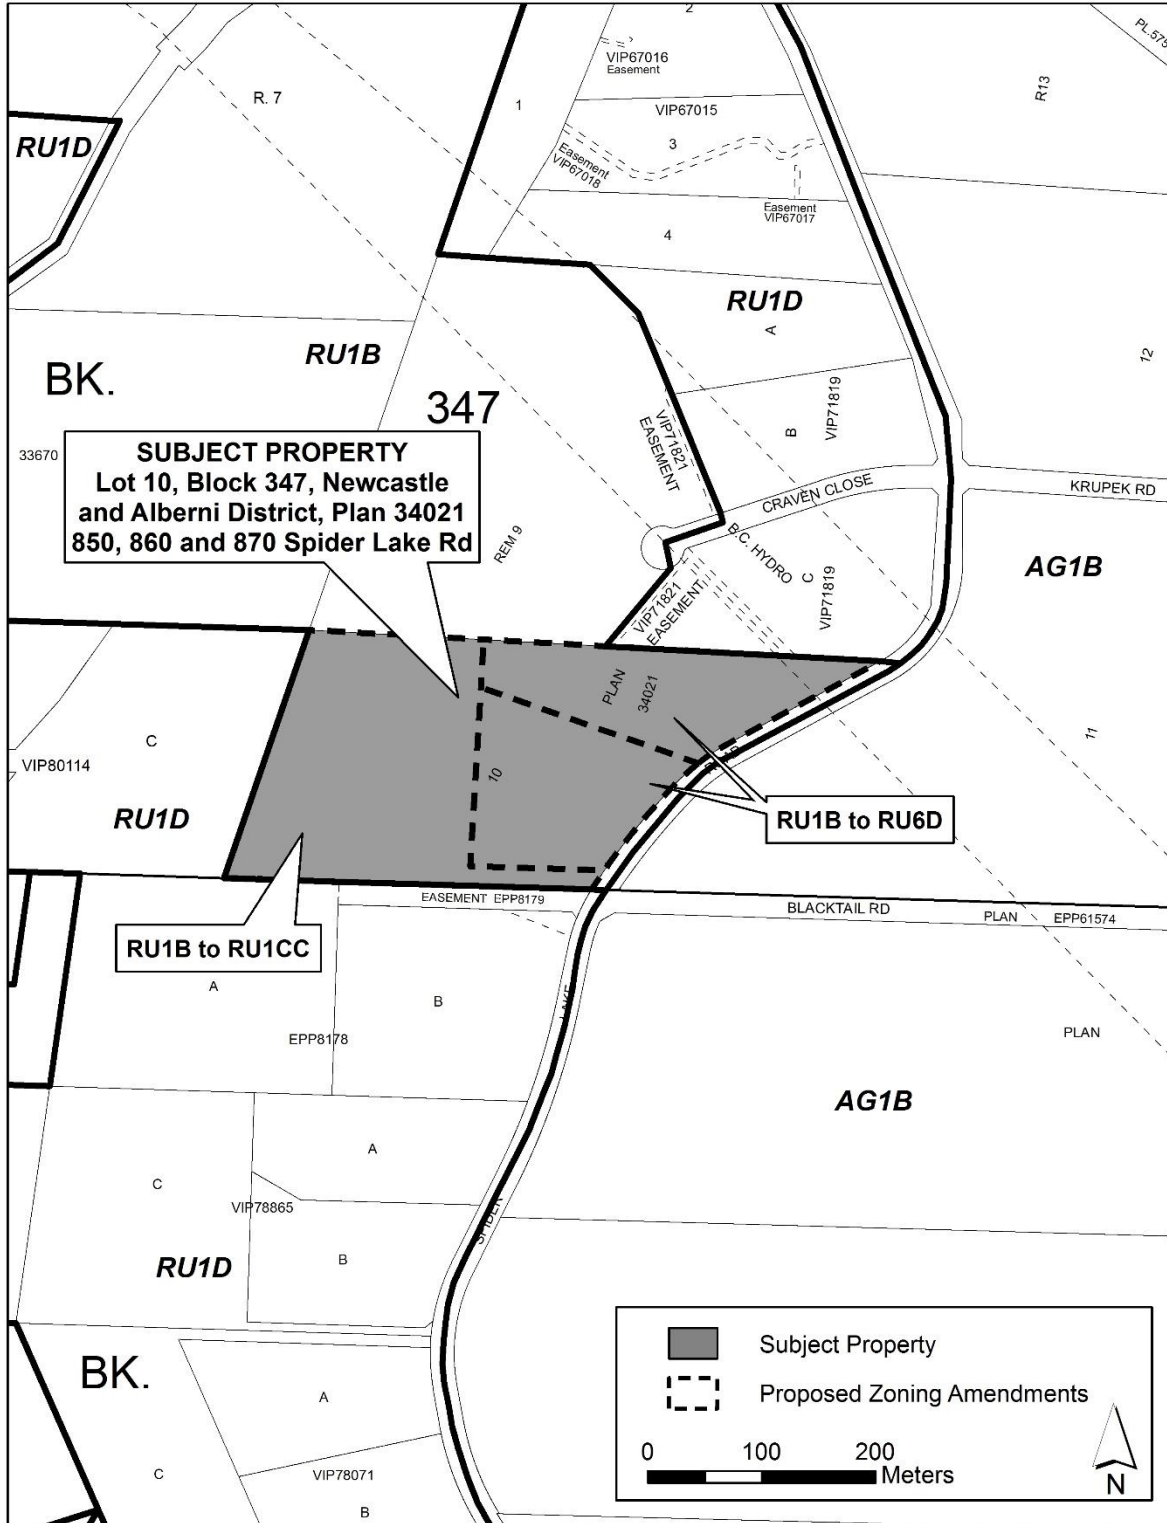 2
VIP67016
Easement
PL.575
R. 7
1
VIP67015
R13
RU1D
3
Easement
VIP67018
Easement
VIP67017
4
RU1D
A
RU1B
12
BK.
347
VIP71819
B
VIP71821
EASEMENT
33670
SUBJECT PROPERTY
Lot 10, Block 347, Newcastle
and Alberni District, Plan 34021
850, 860 and 870 Spider Lake Rd
CRAVEN CLOSE
KRUPEK RD
REM 9
B.C. HYDRO
C
VIP71819
AG1B
VIP71821
EASEMENT
PLAN
34021
C
VIP80114
10
11
RU1D
RU1B to RU6D
EASEMENT EPP8179
BLACKTAIL RD
PLAN EPP61574
RU1B to RU1CC
A
B
LAKE
EPP8178
PLAN
AG1B
A
C
VIP78865
SPIDER
RU1D
B
BK.
A
C
VIP78071
B
Subject Property
Proposed Zoning Amendments
0 100 200
Meters
N